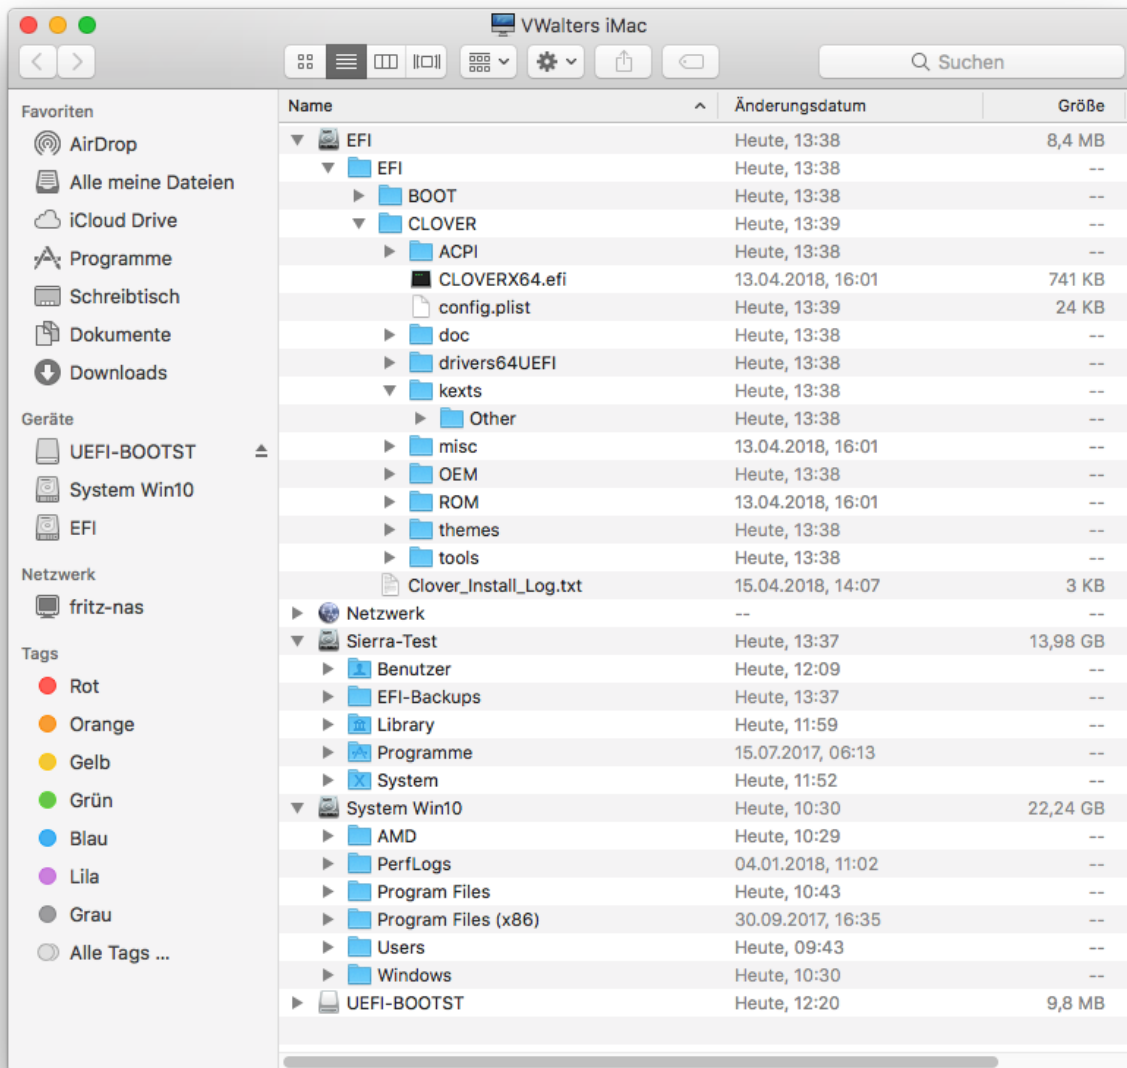 VWalters iMac
Suchen
Favoriten
AirDrop
Alle meine Dateien
iCloud Drive
Programme
Schreibtisch
Dokumente
Downloads
Geräte
UEFI-BOOTST
System Win10
EFI
Netzwerk
fritz-nas
Tags
Rot
Orange
Gelb
Grün
Blau
Lila
Grau
Alle Tags ...
Name Änderungsdatum Größe
EFI Heute, 13:38 8,4 MB
EFI Heute, 13:38 --
BOOT Heute, 13:38 --
CLOVER Heute, 13:39 --
ACPI Heute, 13:38 --
CLOVERX64.efi 13.04.2018, 16:01 741 KB
config.plist Heute, 13:39 24 KB
doc Heute, 13:38 --
drivers64UEFI Heute, 13:38 --
kexts Heute, 13:38 --
Other Heute, 13:38 --
misc 13.04.2018, 16:01 --
OEM Heute, 13:38 --
ROM 13.04.2018, 16:01 --
themes Heute, 13:38 --
tools Heute, 13:38 --
Clover_Install_Log.txt 15.04.2018, 14:07 3 KB
Netzwerk -- --
Sierra-Test Heute, 13:37 13,98 GB
Benutzer Heute, 12:09 --
EFI-Backups Heute, 13:37 --
Library Heute, 11:59 --
Programme 15.07.2017, 06:13 --
System Heute, 11:52 --
System Win10 Heute, 10:30 22,24 GB
AMD Heute, 10:29 --
PerfLogs 04.01.2018, 11:02 --
Program Files Heute, 10:43 --
Program Files (x86) 30.09.2017, 16:35 --
Users Heute, 09:43 --
Windows Heute, 10:30 --
UEFI-BOOTST Heute, 12:20 9,8 MB